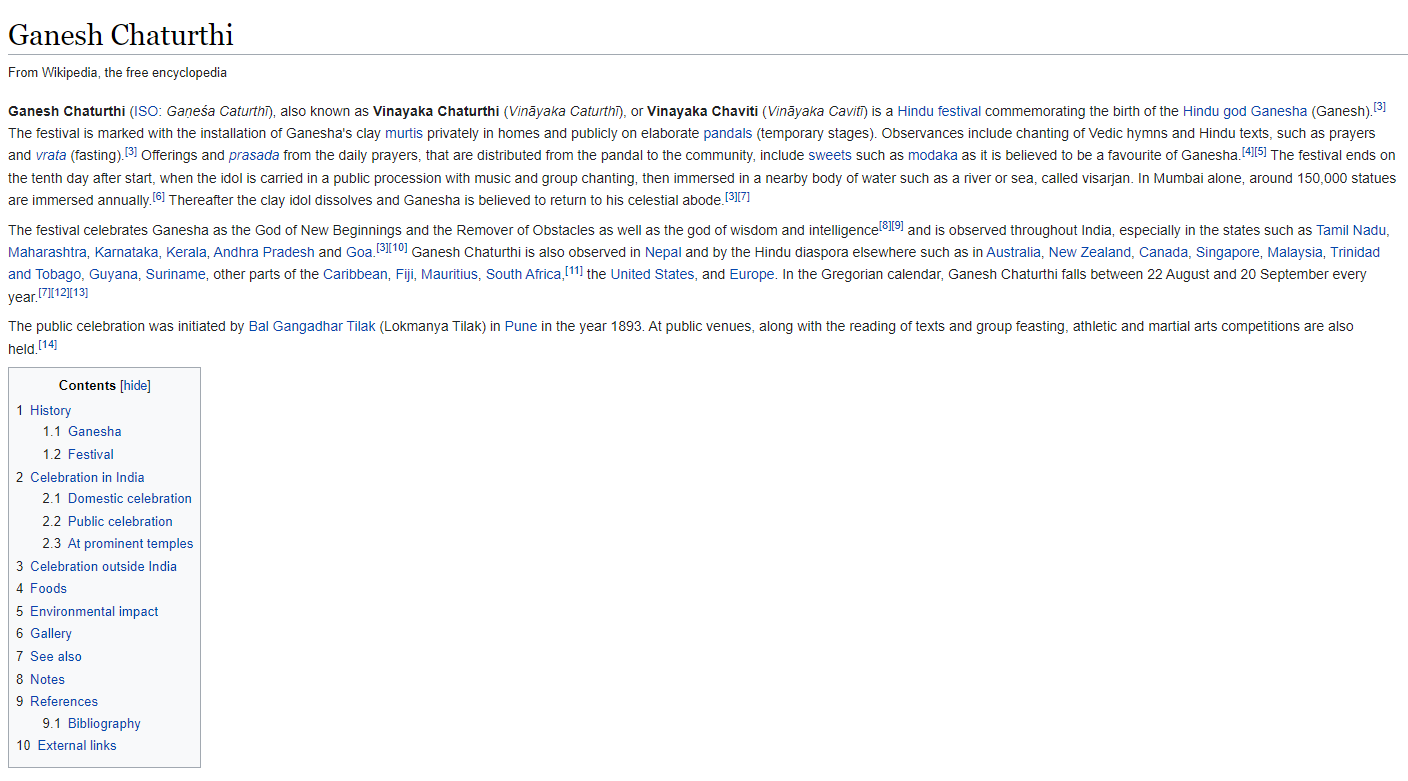 Ganesh Chaturthi
From Wikipedia, the free encyclopedia
Ganesh Chaturthi (ISO: Gaṇeśa Caturthī), also known as Vinayaka Chaturthi (Vināyaka Caturthī), or Vinayaka Chaviti (Vināyaka Cavitī) is a Hindu festival commemorating the birth of the Hindu god Ganesha (Ganesh).[3]
The festival is marked with the installation of Ganesha's clay murtis privately in homes and publicly on elaborate pandals (temporary stages). Observances include chanting of Vedic hymns and Hindu texts, such as prayers
and vrata (fasting).[3] Offerings and prasada from the daily prayers, that are distributed from the pandal to the community, include sweets such as modaka as it is believed to be a favourite of Ganesha.[4][5] The festival ends on
the tenth day after start, when the idol is carried in a public procession with music and group chanting, then immersed in a nearby body of water such as a river or sea, called visarjan. In Mumbai alone, around 150,000 statues
are immersed annually.[6] Thereafter the clay idol dissolves and Ganesha is believed to return to his celestial abode.[3][7]
The festival celebrates Ganesha as the God of New Beginnings and the Remover of Obstacles as well as the god of wisdom and intelligence[8][9] and is observed throughout India, especially in the states such as Tamil Nadu,
Maharashtra, Karnataka, Kerala, Andhra Pradesh and Goa.[3][10] Ganesh Chaturthi is also observed in Nepal and by the Hindu diaspora elsewhere such as in Australia, New Zealand, Canada, Singapore, Malaysia, Trinidad
and Tobago, Guyana, Suriname, other parts of the Caribbean, Fiji, Mauritius, South Africa,[11] the United States, and Europe. In the Gregorian calendar, Ganesh Chaturthi falls between 22 August and 20 September every
year.[7][12][13]
The public celebration was initiated by Bal Gangadhar Tilak (Lokmanya Tilak) in Pune in the year 1893. At public venues, along with the reading of texts and group feasting, athletic and martial arts competitions are also
held.[14]
Contents [hide]
1 History
1.1 Ganesha
1.2 Festival
2 Celebration in India
2.1 Domestic celebration
2.2 Public celebration
2.3 At prominent temples
3 Celebration outside India
4 Foods
5 Environmental impact
6 Gallery
7 See also
8 Notes
9 References
9.1 Bibliography
10 External links